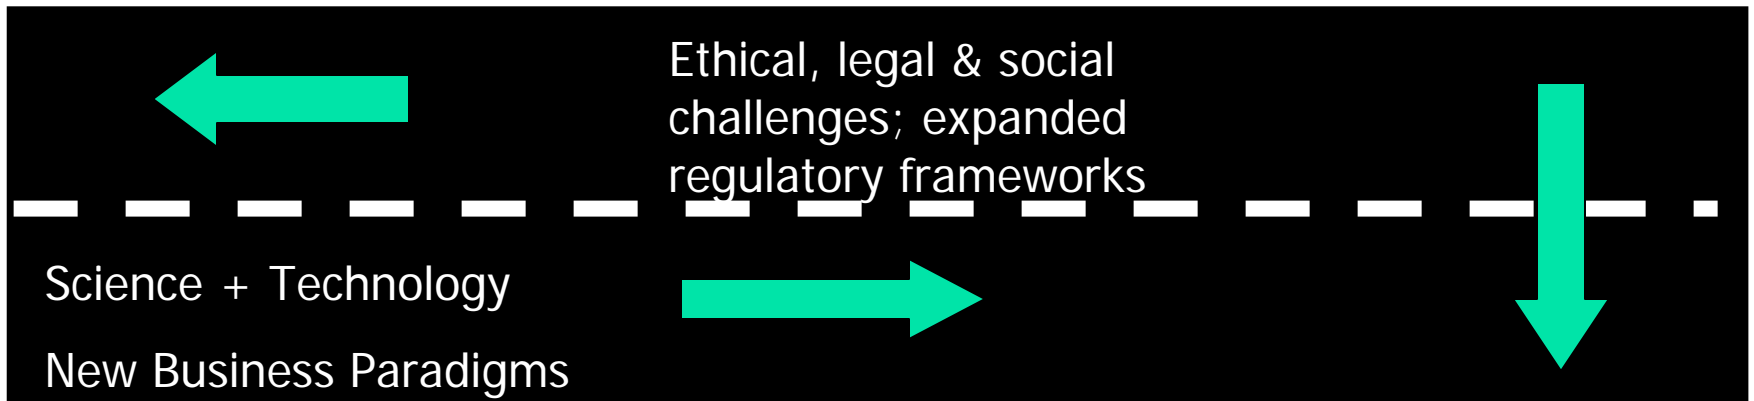 Ethical, legal & social
challenges; expanded
regulatory frameworks
Science + Technology
New Business Paradigms